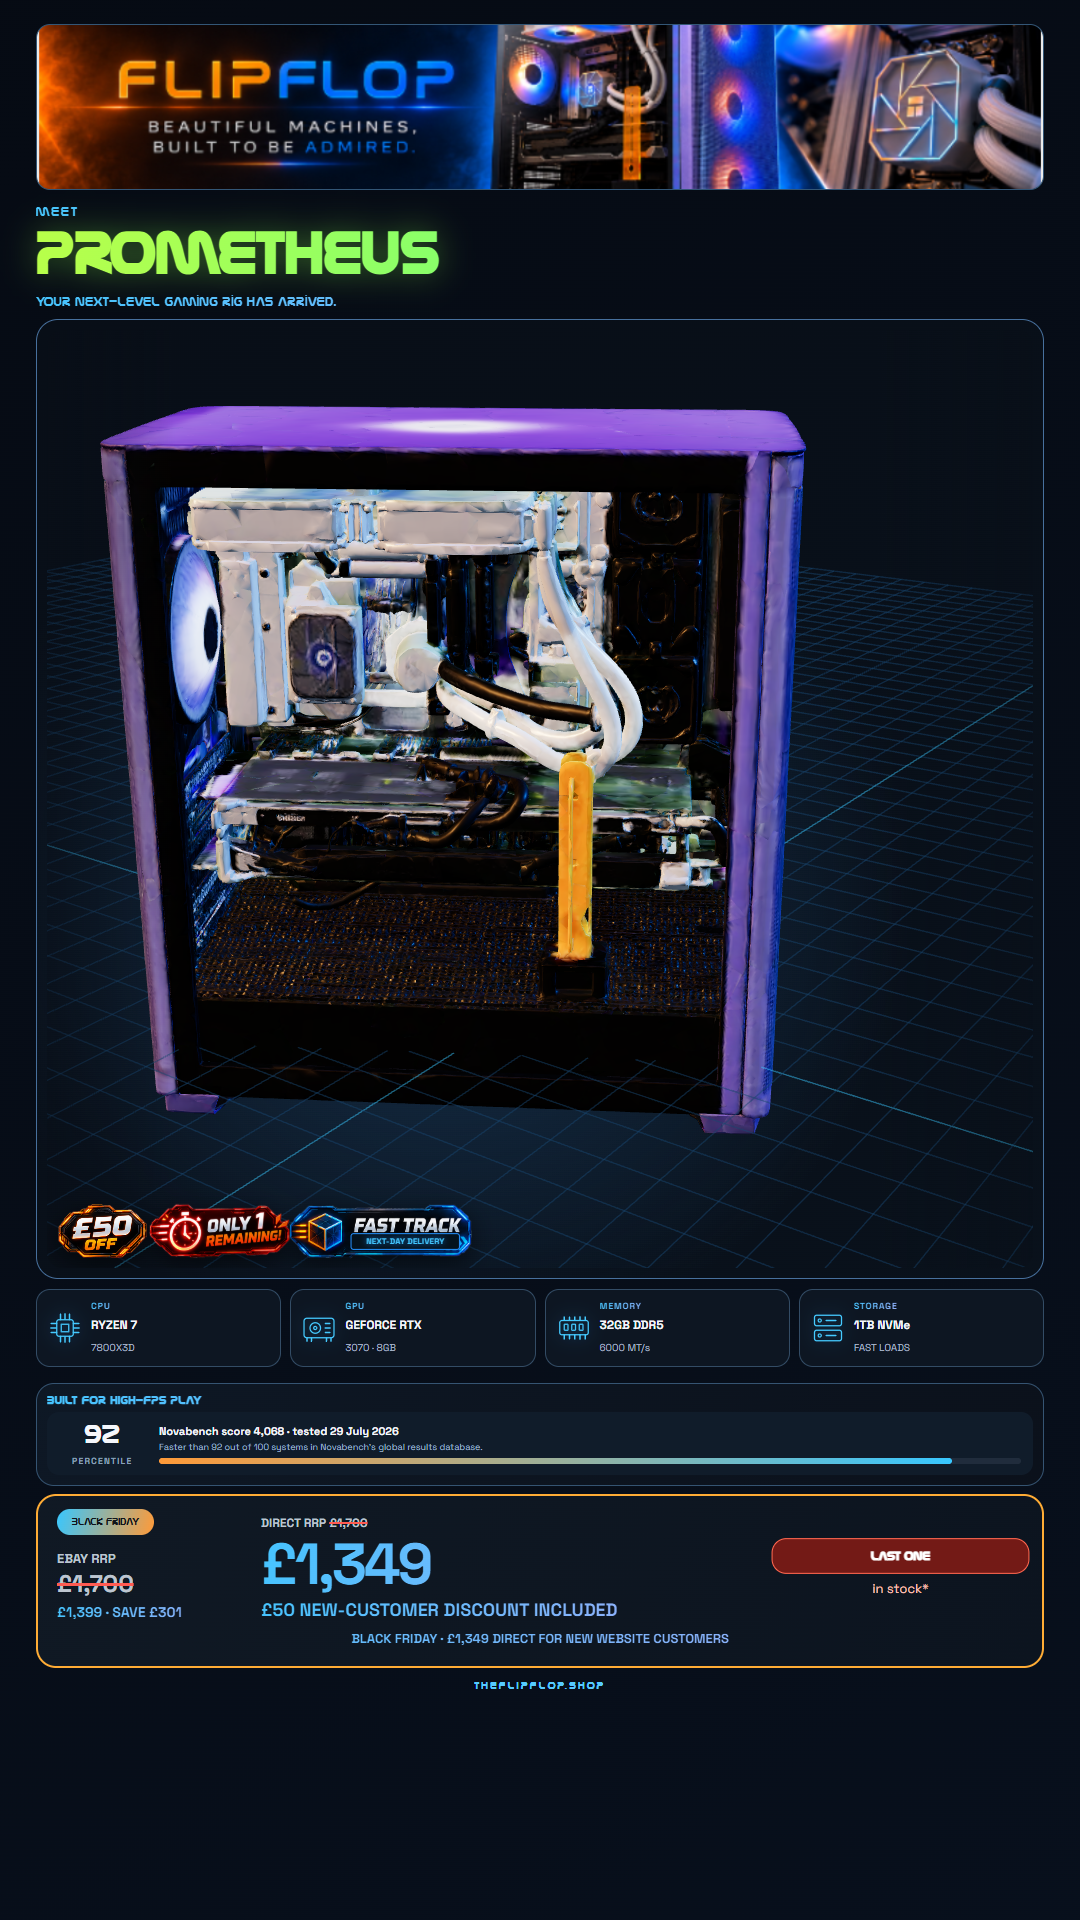 FLIPFLOP
BEAUTIFUL MACHINES,
BUILT TO BE ADMIRED.
MEET
PROMETHEUS
YOUR NEXT-LEVEL GAMING RIG HAS ARRIVED.
£50
OFF
ONLY 1
REMAINING!
FAST TRACK
NEXT-DAY DELIVERY
CPU
RYZEN 7
7800X3D
GPU
GEFORCE RTX
3070 · 8GB
MEMORY
32GB DDR5
6000 MT/s
STORAGE
1TB NVMe
FAST LOADS
BUILT FOR HIGH-FPS PLAY
92
PERCENTILE
Novabench score 4,068 · tested 29 July 2026
Faster than 92 out of 100 systems in Novabench's global results database.
BLACK FRIDAY
EBAY RRP
£1,700
£1,399 · SAVE £301
DIRECT RRP £1,700
£1,349
£50 NEW-CUSTOMER DISCOUNT INCLUDED
LAST ONE
in stock*
BLACK FRIDAY · £1,349 DIRECT FOR NEW WEBSITE CUSTOMERS
THEFLIPFLOP.SHOP